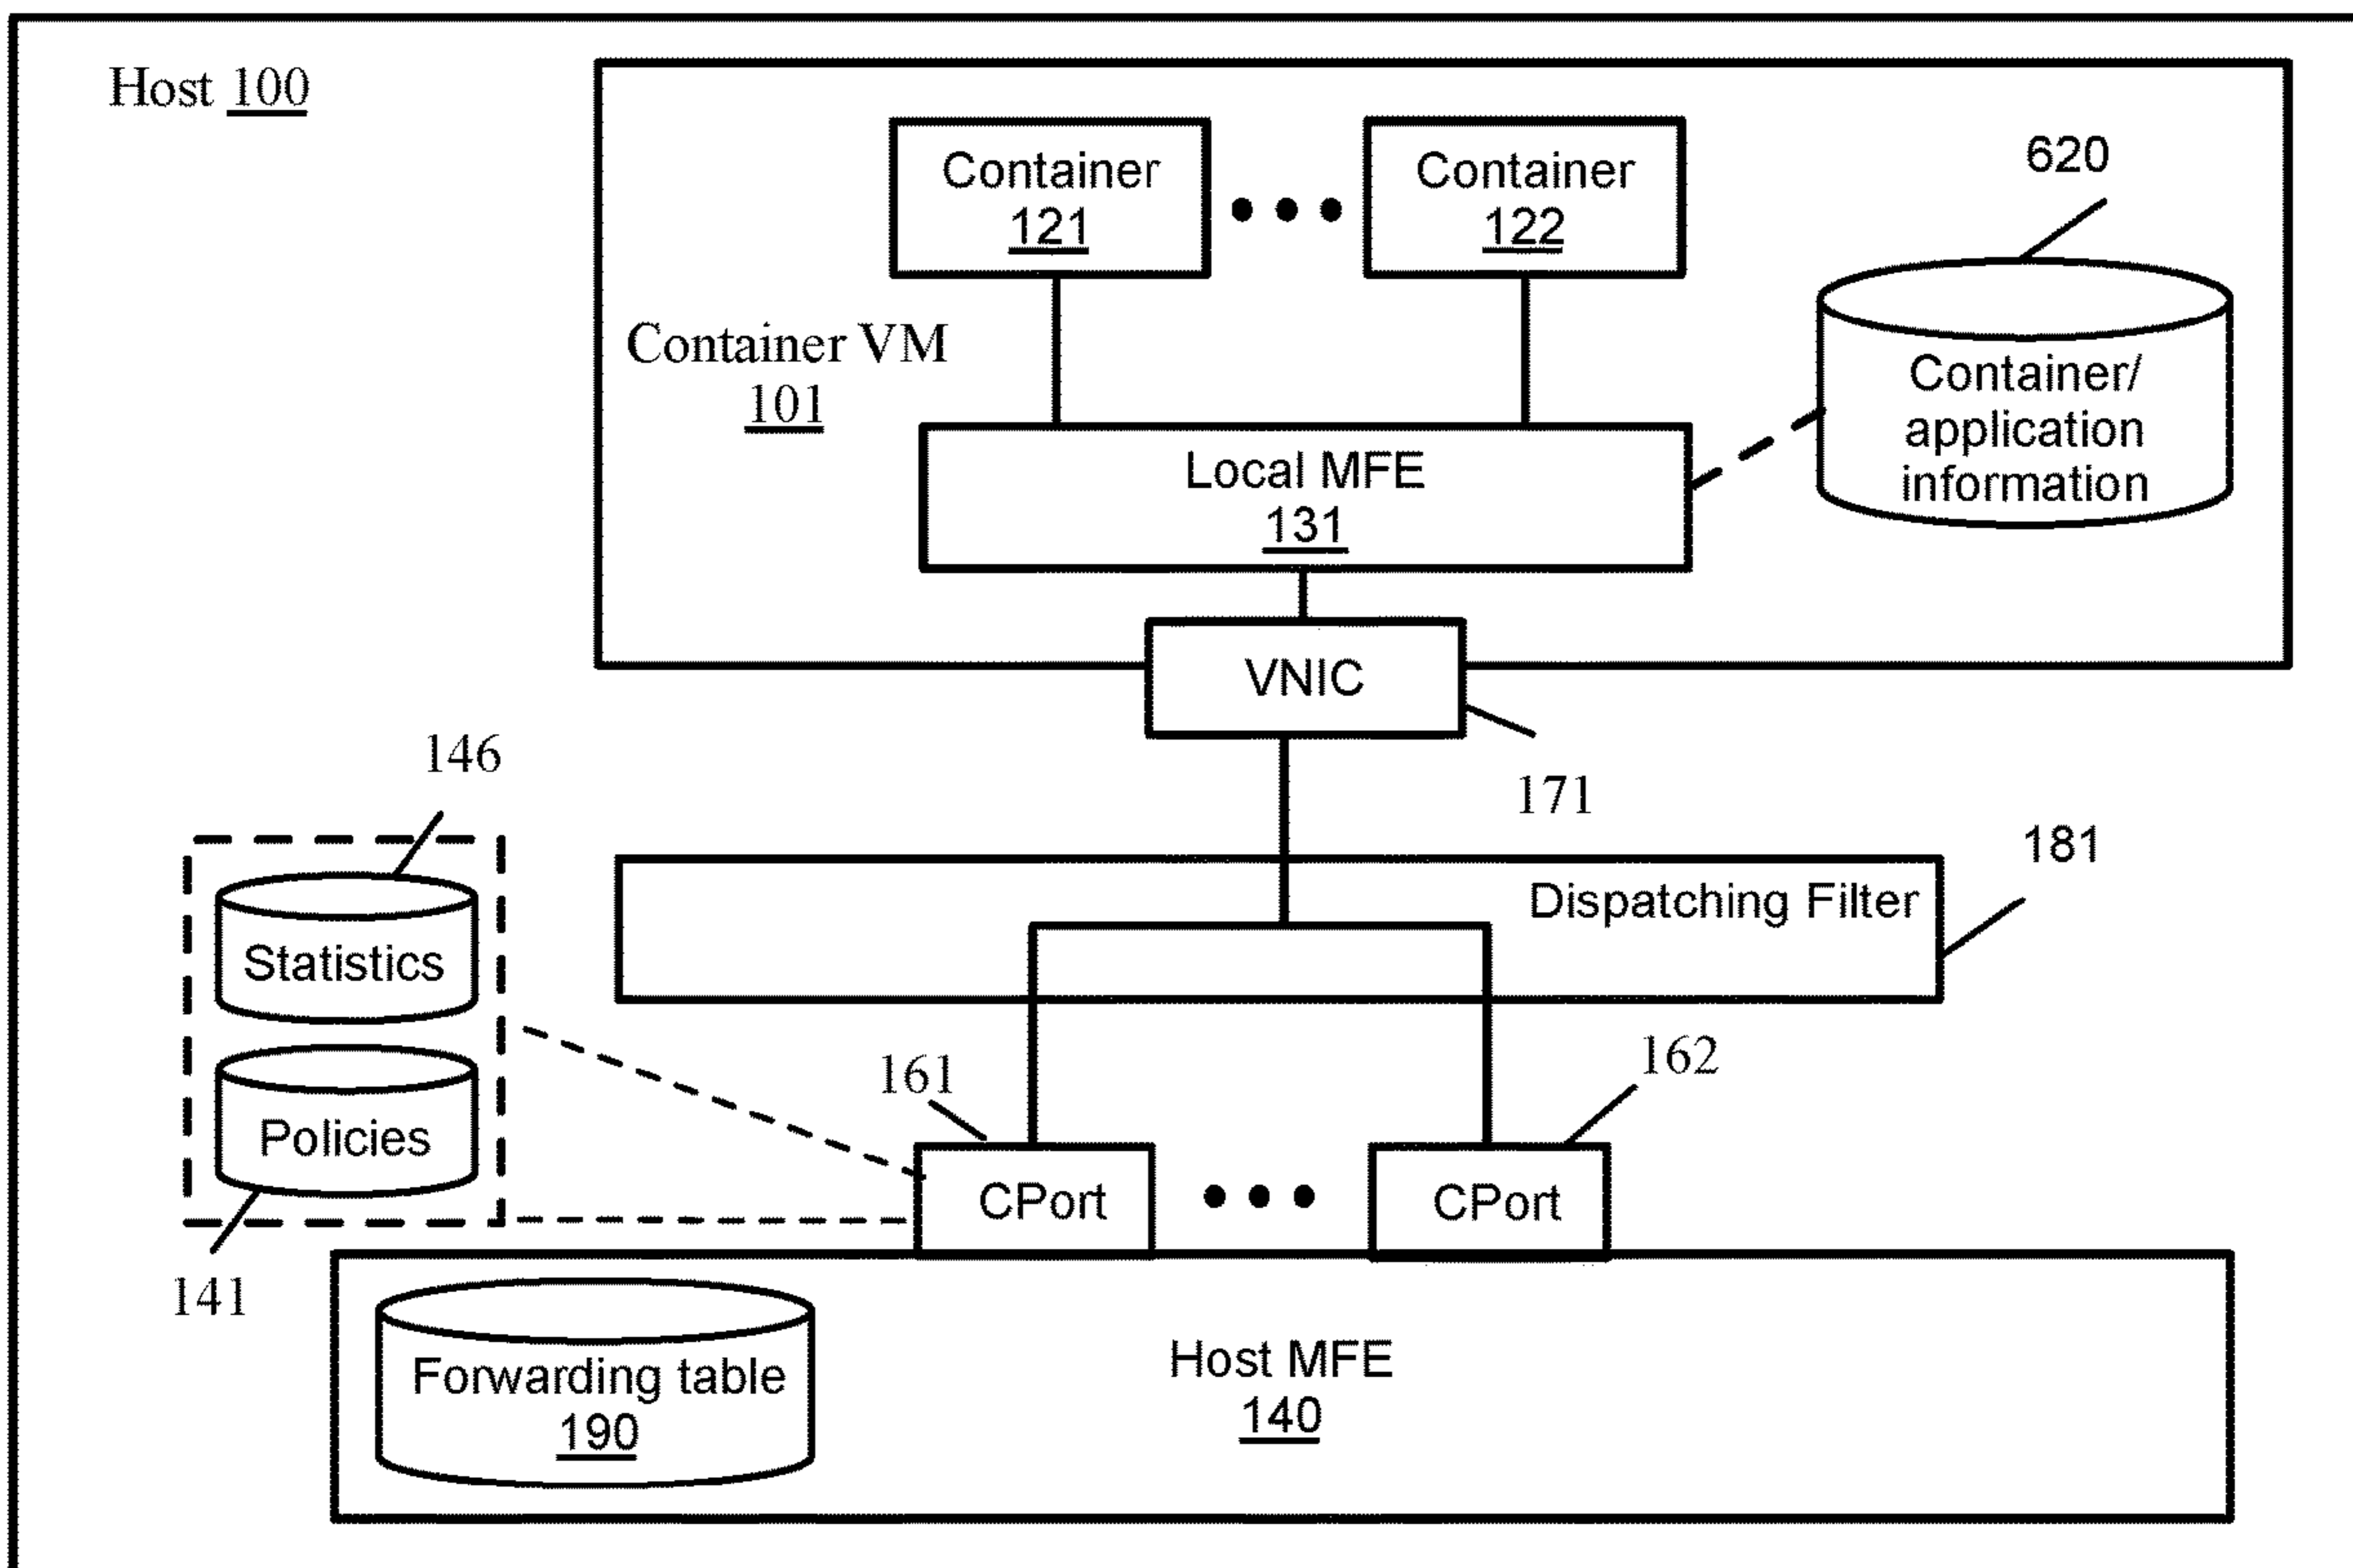 Host 100
Container
121
Container
122
620
Container VM
101
Container/
application
information
Local MFE
131
VNIC
171
146
181
Dispatching Filter
Statistics
161
162
Policies
CPort
CPort
141
Forwarding table
190
Host MFE
140